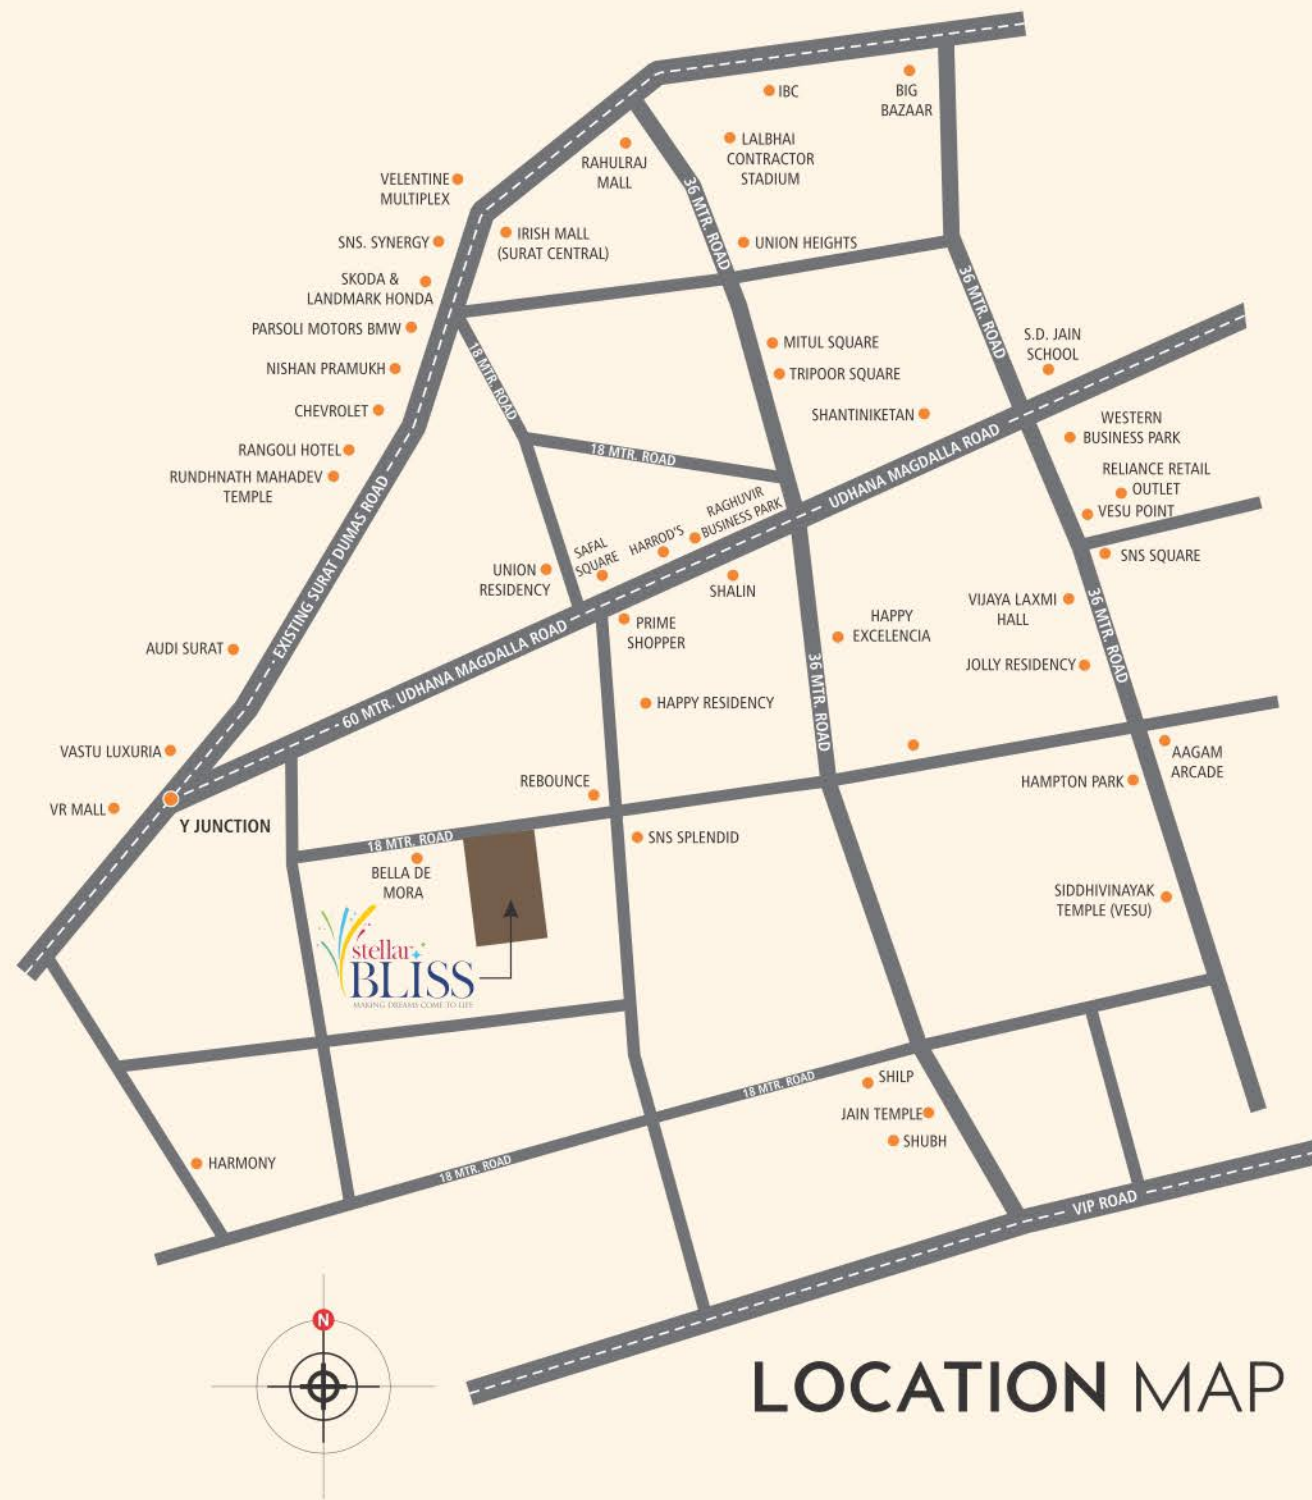 IBC
BIG
BAZAAR
LALBHAI
CONTRACTOR
STADIUM
RAHULRAJ
MALL
VELENTINE
MULTIPLEX
36 MTR. ROAD
IRISH MALL
(SURAT CENTRAL)
SNS. SYNERGY
UNION HEIGHTS
SKODA &
LANDMARK HONDA
36 MTR. ROAD
PARSOLI MOTORS BMW
MITUL SQUARE
S.D. JAIN
SCHOOL
NISHAN PRAMUKH
18 MTR. ROAD
TRIPOOR SQUARE
CHEVROLET
SHANTINIKETAN
WESTERN
BUSINESS PARK
RANGOLI HOTEL
18 MTR. ROAD
UDHANA MAGDALLA ROAD
RUNDHNATH MAHADEV
TEMPLE
RELIANCE RETAIL
OUTLET
VESU POINT
RAGHUVIR
BUSINESS PARK
HARROD'S
SAFAL
SQUARE
EXISTING SURAT DUMAS ROAD
SNS SQUARE
UNION
RESIDENCY
SHALIN
VIJAYA LAXMI
HALL
36 MTR. ROAD
HAPPY
EXCELENCIA
PRIME
SHOPPER
AUDI SURAT
60 MTR. UDHANA MAGDALLA ROAD
JOLLY RESIDENCY
36 MTR. ROAD
HAPPY RESIDENCY
VASTU LUXURIA
AAGAM
ARCADE
REBOUNCE
HAMPTON PARK
VR MALL
Y JUNCTION
18 MTR. ROAD
SNS SPLENDID
BELLA DE
MORA
SIDDHIVINAYAK
TEMPLE (VESU)
stellar
BLISS
MAKING DREAMS COME TO LIFE
18 MTR. ROAD
SHILP
JAIN TEMPLE
SHUBH
HARMONY
18 MTR. ROAD
VIP ROAD
N
LOCATION MAP